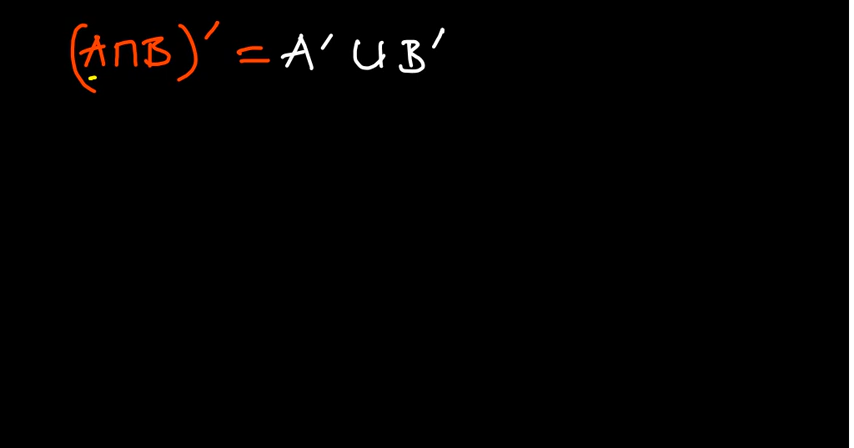 (A∩B)′ = A′ ∪ B′